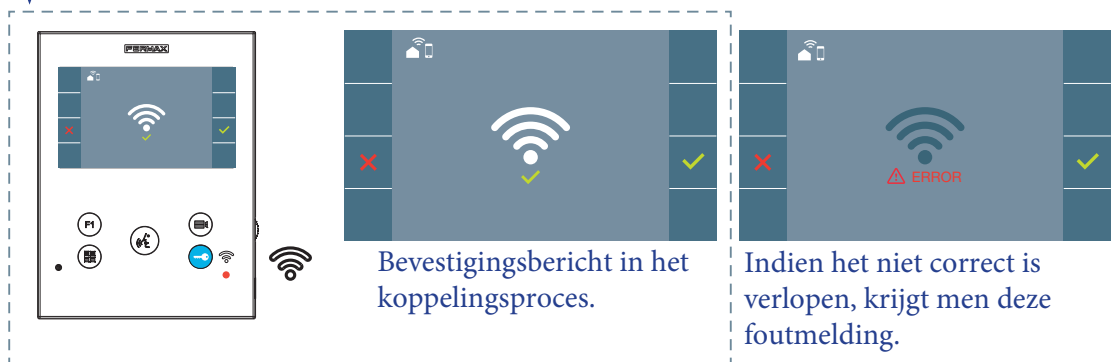 FERMAX
F1
Bevestigingsbericht in het
koppelingsproces.
ERROR
Indien het niet correct is
verlopen, krijgt men deze
foutmelding.